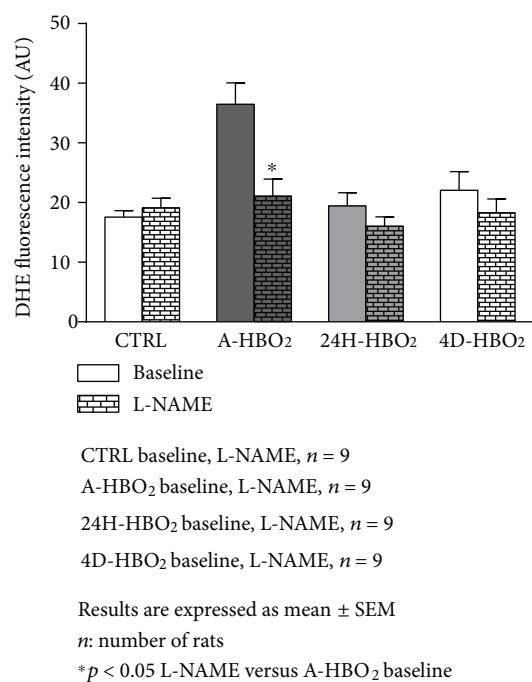 DHE fluorescence intensity (AU)
50
40
30
20
10
0
*
CTRL A-HBO₂ 24H-HBO₂ 4D-HBO₂
Baseline
L-NAME
CTRL baseline, L-NAME, n = 9
A-HBO₂ baseline, L-NAME, n = 9
24H-HBO₂ baseline, L-NAME, n = 9
4D-HBO₂ baseline, L-NAME, n = 9
Results are expressed as mean ± SEM
n: number of rats
*p < 0.05 L-NAME versus A-HBO₂ baseline